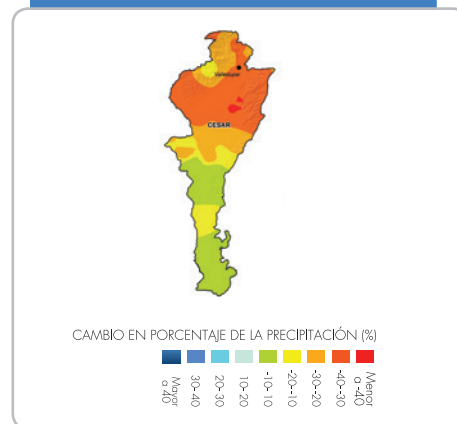 Valledupar
CESAR
CAMBIO EN PORCENTAJE DE LA PRECIPITACIÓN (%)
Mayor a 40
30- 40
20- 30
10- 20
-10-10
-20--10
-30--20
-40--30
Menor a -40